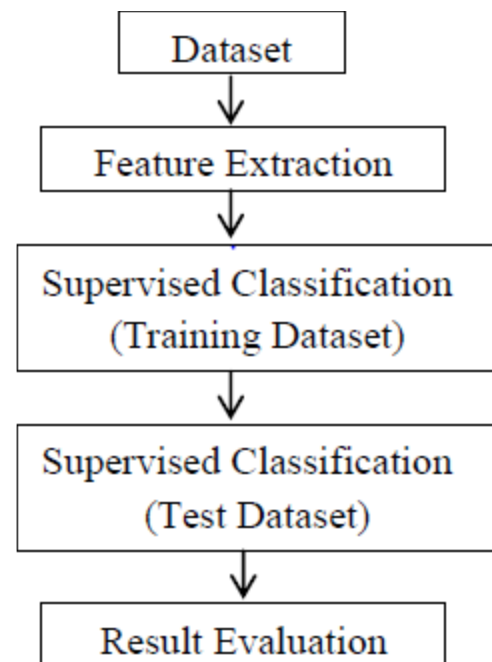 Dataset
Feature Extraction
Supervised Classification
(Training Dataset)
Supervised Classification
(Test Dataset)
Result Evaluation